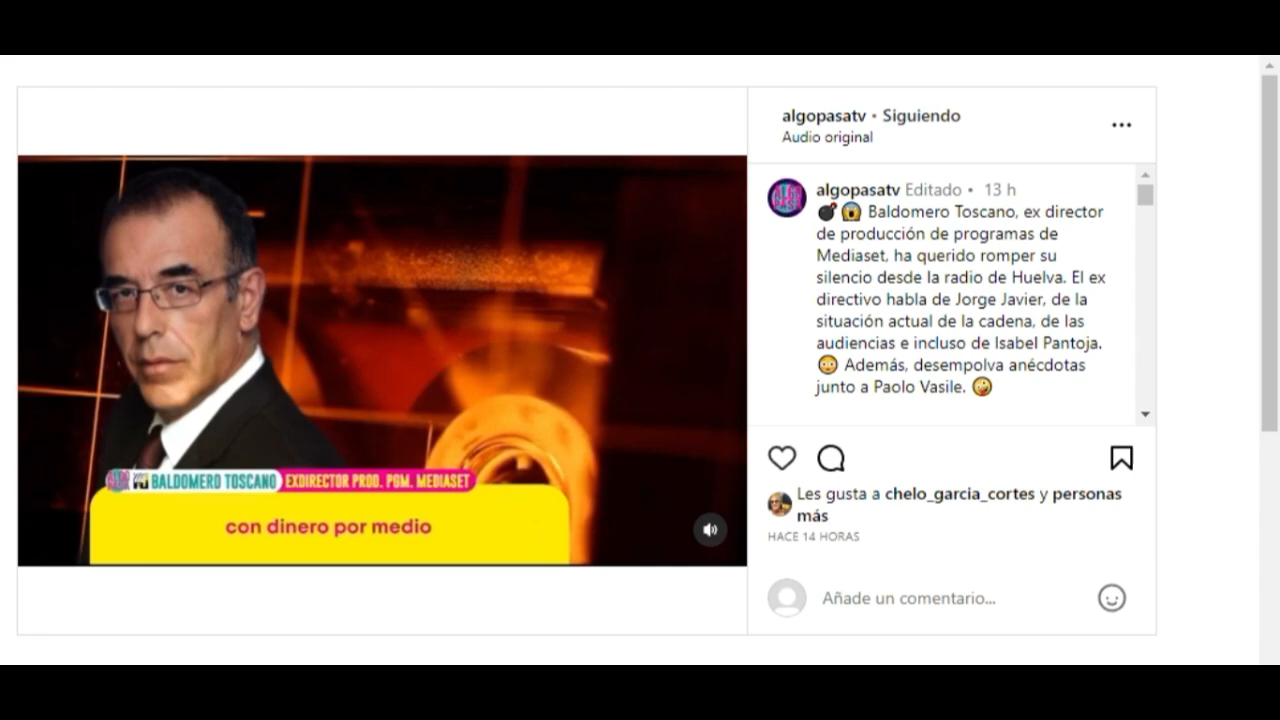 algopasatv • Siguiendo
Audio original
algopasatv Editado • 13 h
💣 😱 Baldomero Toscano, ex director
de producción de programas de
Mediaset, ha querido romper su
silencio desde la radio de Huelva. El ex
directivo habla de Jorge Javier, de la
situación actual de la cadena, de las
audiencias e incluso de Isabel Pantoja.
😳 Además, desempolva anécdotas
junto a Paolo Vasile. 🤪
Les gusta a chelo_garcia_cortes y personas
más
HACE 14 HORAS
Añade un comentario...
BALDOMERO TOSCANO EXDIRECTOR PROD. PGM. MEDIASET
con dinero por medio